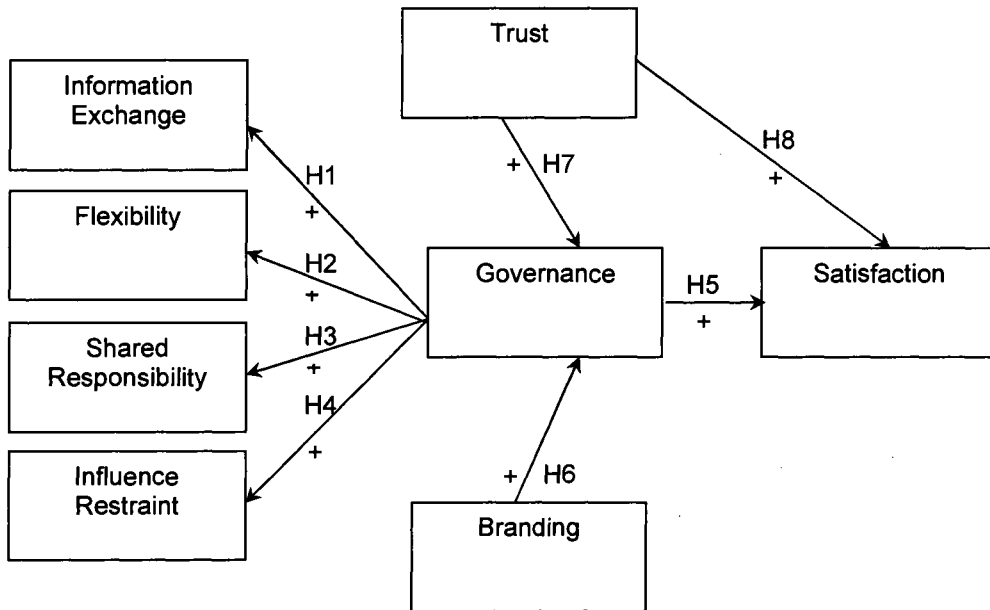 Trust
Information
Exchange
H8
+
H7
+
H1
+
Flexibility
H2
+
Governance
Satisfaction
H5
+
Shared
Responsibility
H3
+
H4
+
Influence
Restraint
+
H6
Branding